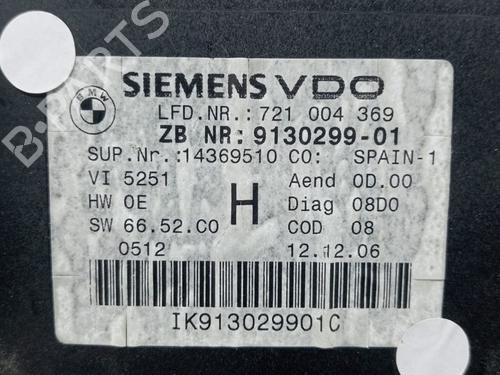 B-PARTS
BMW
SIEMENS VDO
LFD.NR.: 721 004 369
ZB NR: 9130299-01
SUP.Nr.:14369510 CO: SPAIN-1
VI 5251 Aend 0D.00
HW 0E H Diag 08D0
SW 66.52.C0 COD 08
0512 12.12.06
IK913029901C